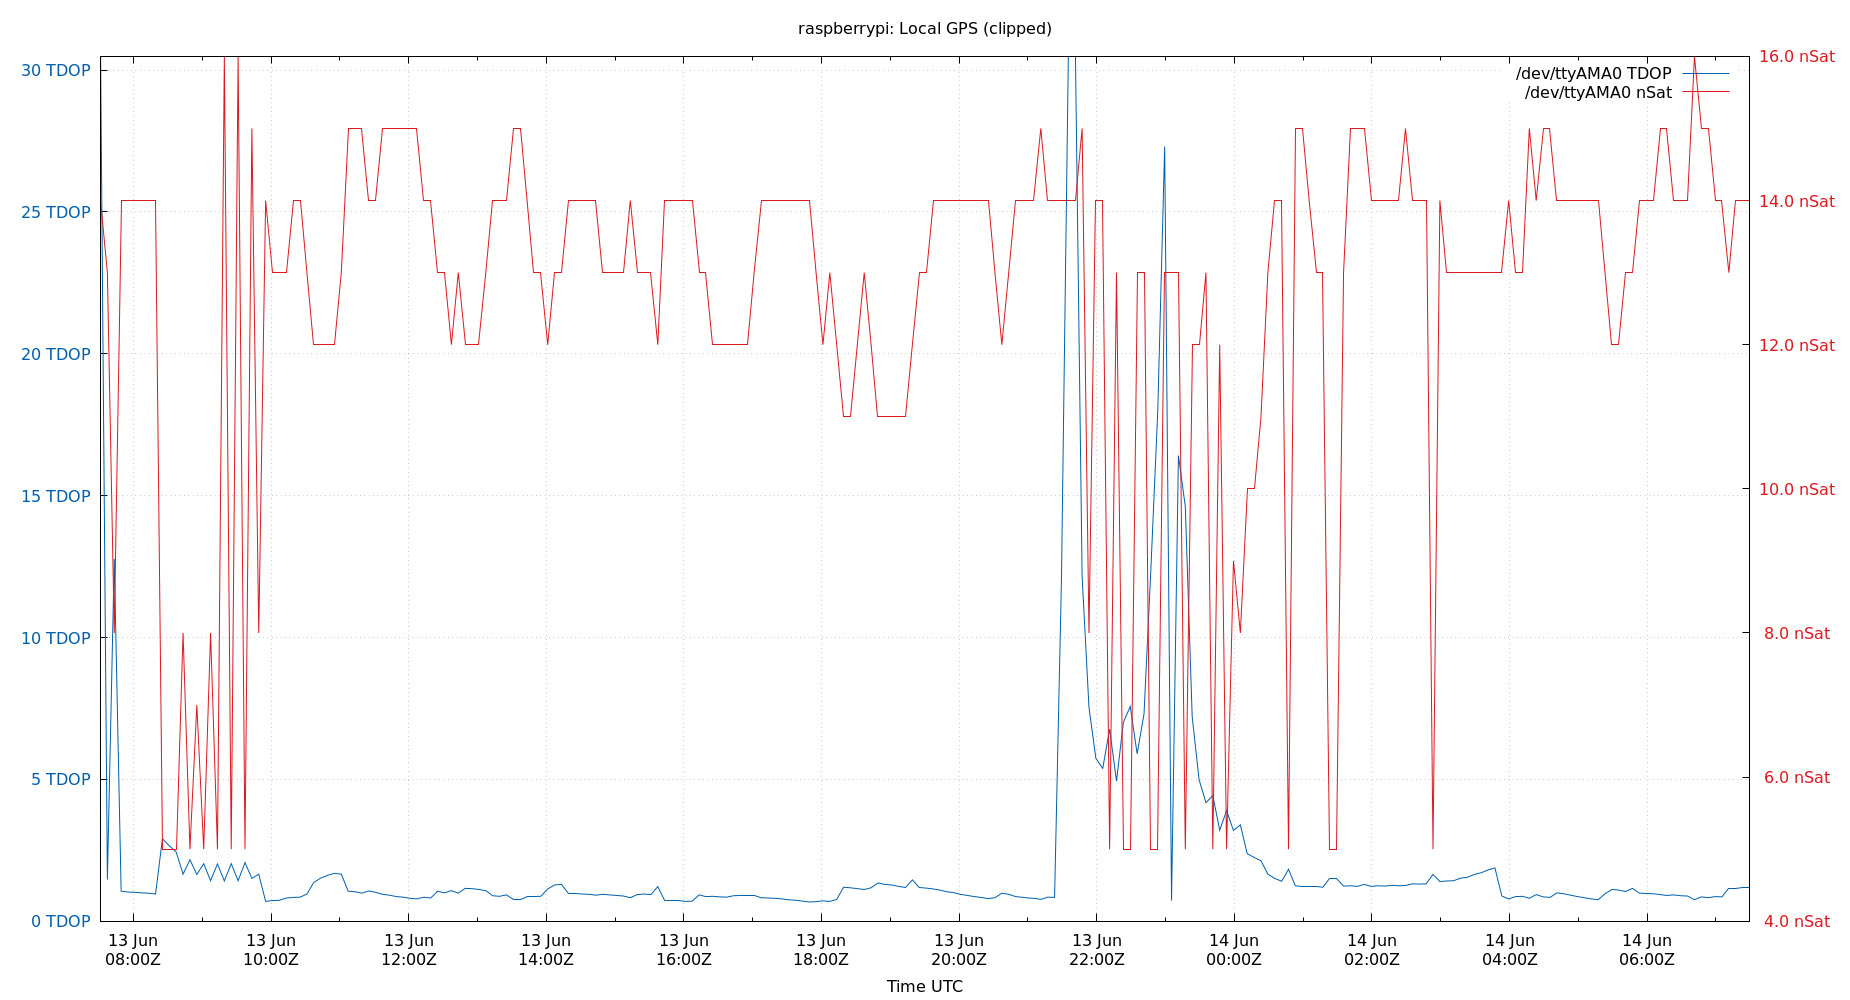 raspberrypi: Local GPS (clipped)
30 TDOP
25 TDOP
20 TDOP
15 TDOP
10 TDOP
5 TDOP
0 TDOP
16.0 nSat
14.0 nSat
12.0 nSat
10.0 nSat
8.0 nSat
6.0 nSat
4.0 nSat
/dev/ttyAMA0 TDOP
/dev/ttyAMA0 nSat
13 Jun 13 Jun 13 Jun 13 Jun 13 Jun 13 Jun 13 Jun 13 Jun 14 Jun 14 Jun 14 Jun 14 Jun
08:00Z 10:00Z 12:00Z 14:00Z 16:00Z 18:00Z 20:00Z 22:00Z 00:00Z 02:00Z 04:00Z 06:00Z
Time UTC